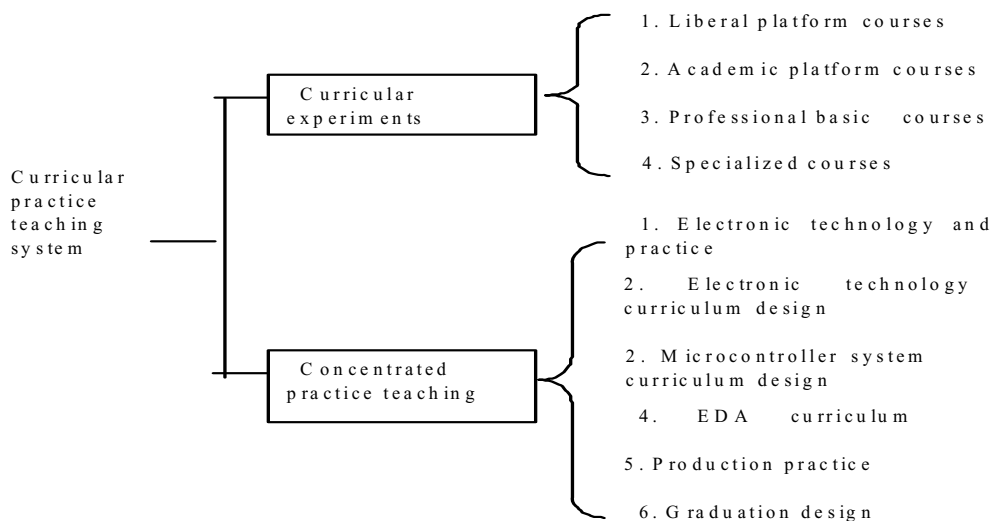 Curricular
practice
teaching
system
Curricular
experiments
1. Liberal platform courses
2. Academic platform courses
3. Professional basic courses
4. Specialized courses
Concentrated
practice teaching
1. Electronic technology and
practice
2. Electronic technology
curriculum design
2. Microcontroller system
curriculum design
4. EDA curriculum
5. Production practice
6. Graduation design